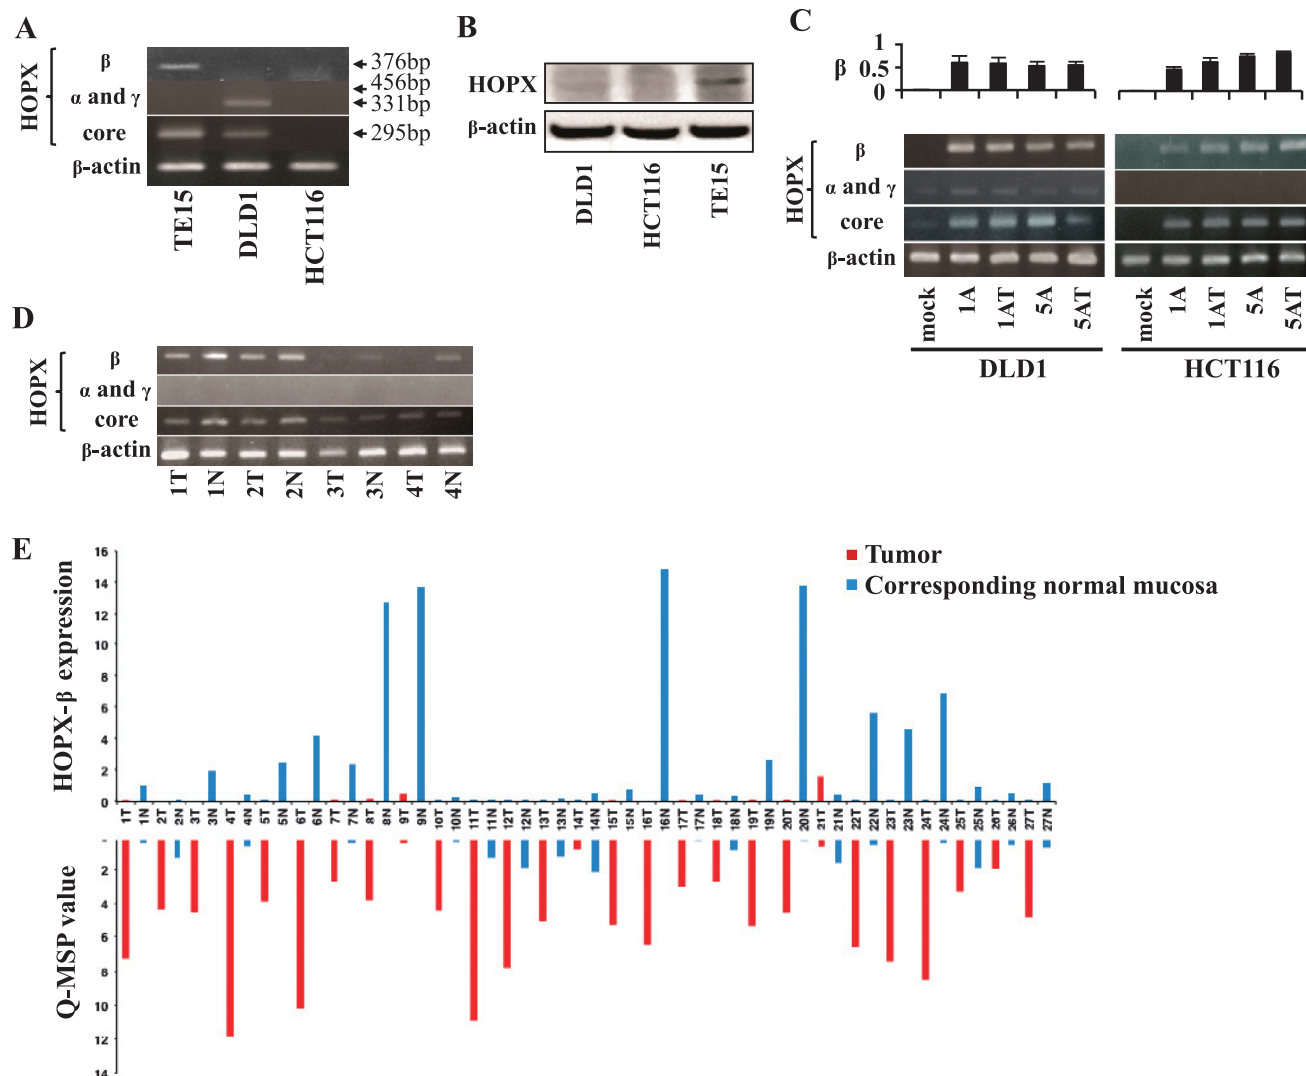 A
HOPX
β
α and γ
core
β-actin
376bp
456bp
331bp
295bp
TE15
DLD1
HCT116
B
HOPX
β-actin
DLD1
HCT116
TE15
C
β
1
0.5
0
HOPX
β
α and γ
core
β-actin
mock
1A
1AT
5A
5AT
mock
1A
1AT
5A
5AT
DLD1
HCT116
D
HOPX
β
α and γ
core
β-actin
1T
1N
2T
2N
3T
3N
4T
4N
E
Tumor
Corresponding normal mucosa
HOPX-β expression
16
14
12
10
8
6
4
2
0
1T 1N 2T 2N 3T 3N 4T 4N 5T 5N 6T 6N 7T 7N 8T 8N 9T 9N 10T 10N 11T 11N 12T 12N 13T 13N 14T 14N 15T 15N 16T 16N 17T 17N 18T 18N 19T 19N 20T 20N 21T 21N 22T 22N 23T 23N 24T 24N 25T 25N 26T 26N 27T 27N
Q-MSP value
-
2
4
6
8
10
12
14